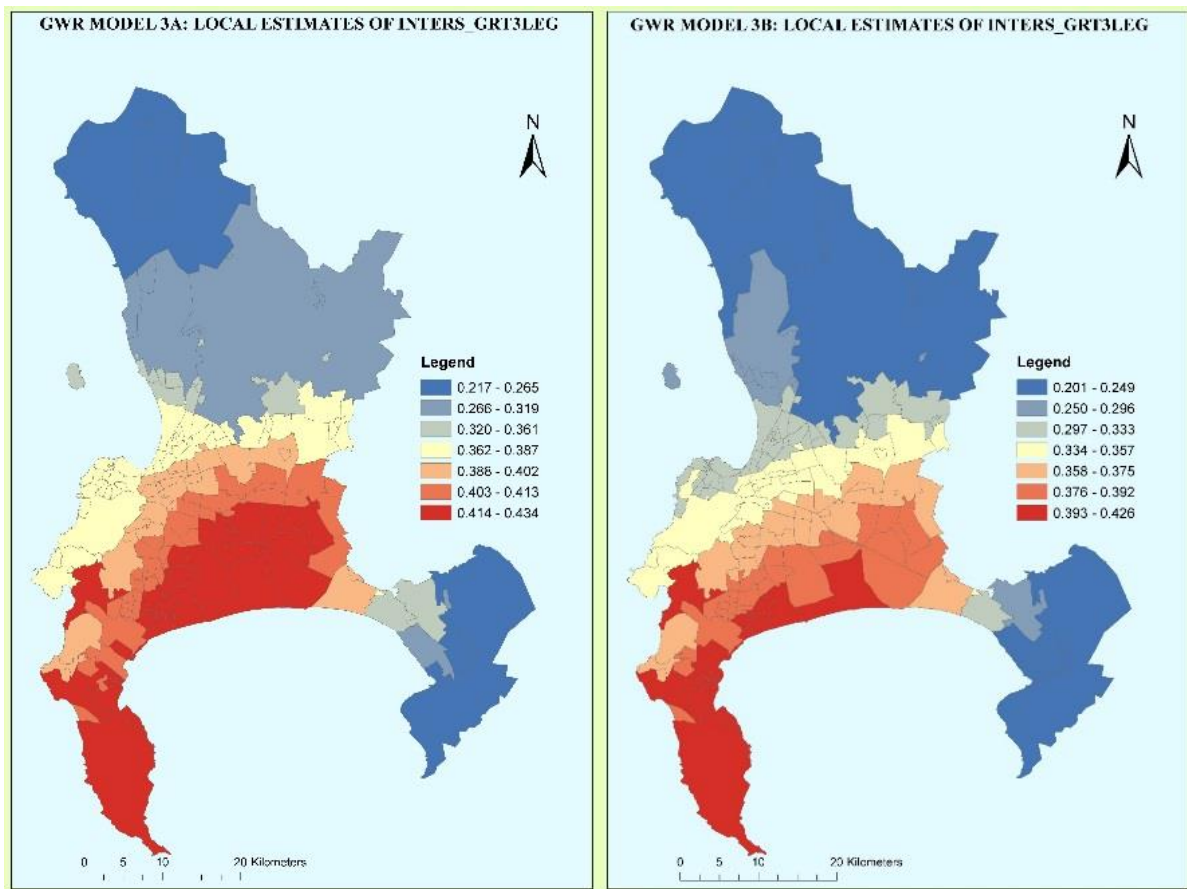 GWR MODEL 3A: LOCAL ESTIMATES OF INTERS_GRT3LEG
N
Legend
0.217 - 0.265
0.266 - 0.319
0.320 - 0.361
0.362 - 0.387
0.388 - 0.402
0.403 - 0.413
0.414 - 0.434
0 5 10 20 Kilometers
GWR MODEL 3B: LOCAL ESTIMATES OF INTERS_GRT3LEG
N
Legend
0.201 - 0.249
0.250 - 0.296
0.297 - 0.333
0.334 - 0.357
0.358 - 0.375
0.376 - 0.392
0.393 - 0.426
0 5 10 20 Kilometers